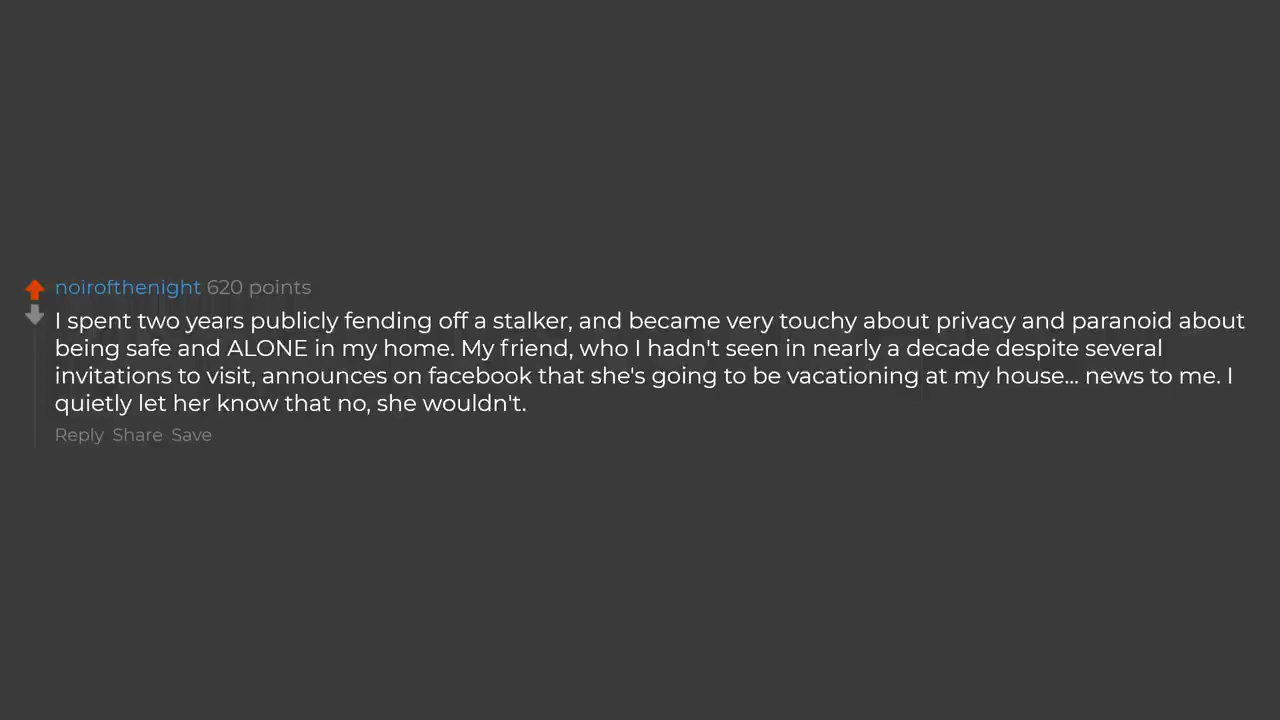 noirofthenight 620 points
I spent two years publicly fending off a stalker, and became very touchy about privacy and paranoid about
being safe and ALONE in my home. My friend, who I hadn't seen in nearly a decade despite several
invitations to visit, announces on facebook that she's going to be vacationing at my house... news to me. I
quietly let her know that no, she wouldn't.
Reply Share Save